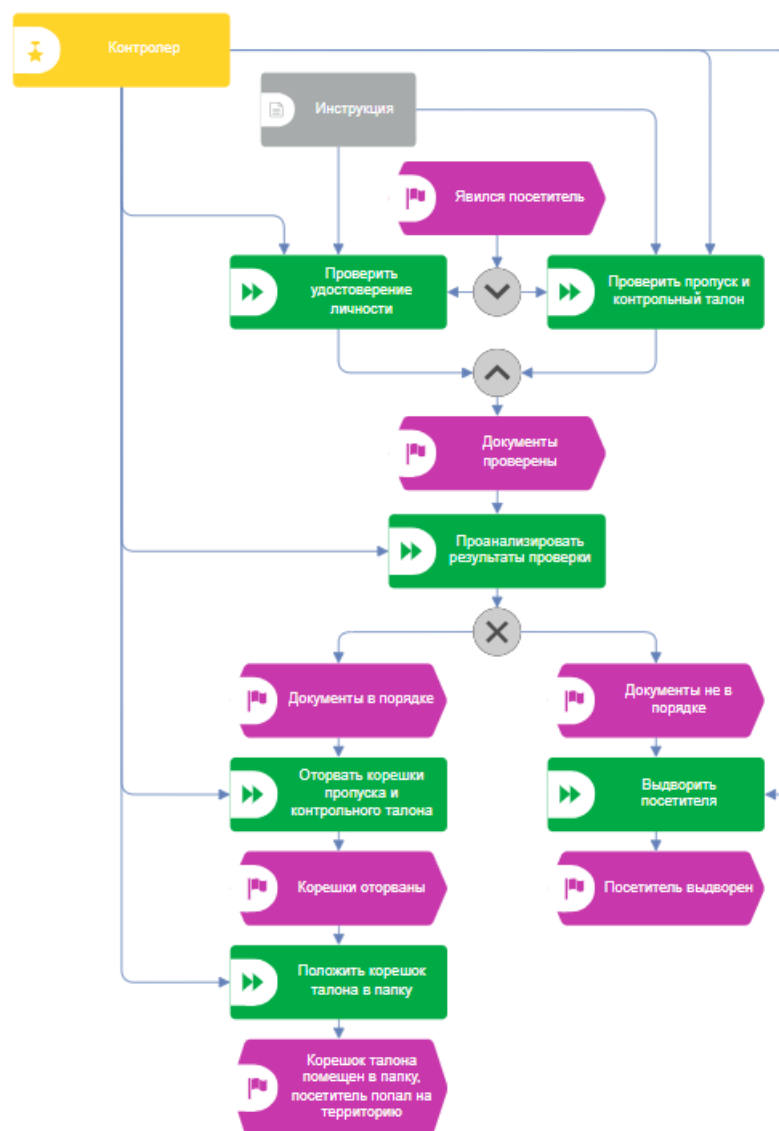 Контролер
Инструкция
Явился посетитель
Проверить
удостоверение
личности
Проверить пропуск и
контрольный талон
Документы
проверены
Проанализировать
результаты проверки
Документы в порядке
Документы не в
порядке
Оторвать корешки
пропуска и
контрольного талона
Выдворить
посетителя
Корешки оторваны
Посетитель выдворен
Положить корешок
талона в папку
Корешок талона
помещен в папку,
посетитель попал на
территорию